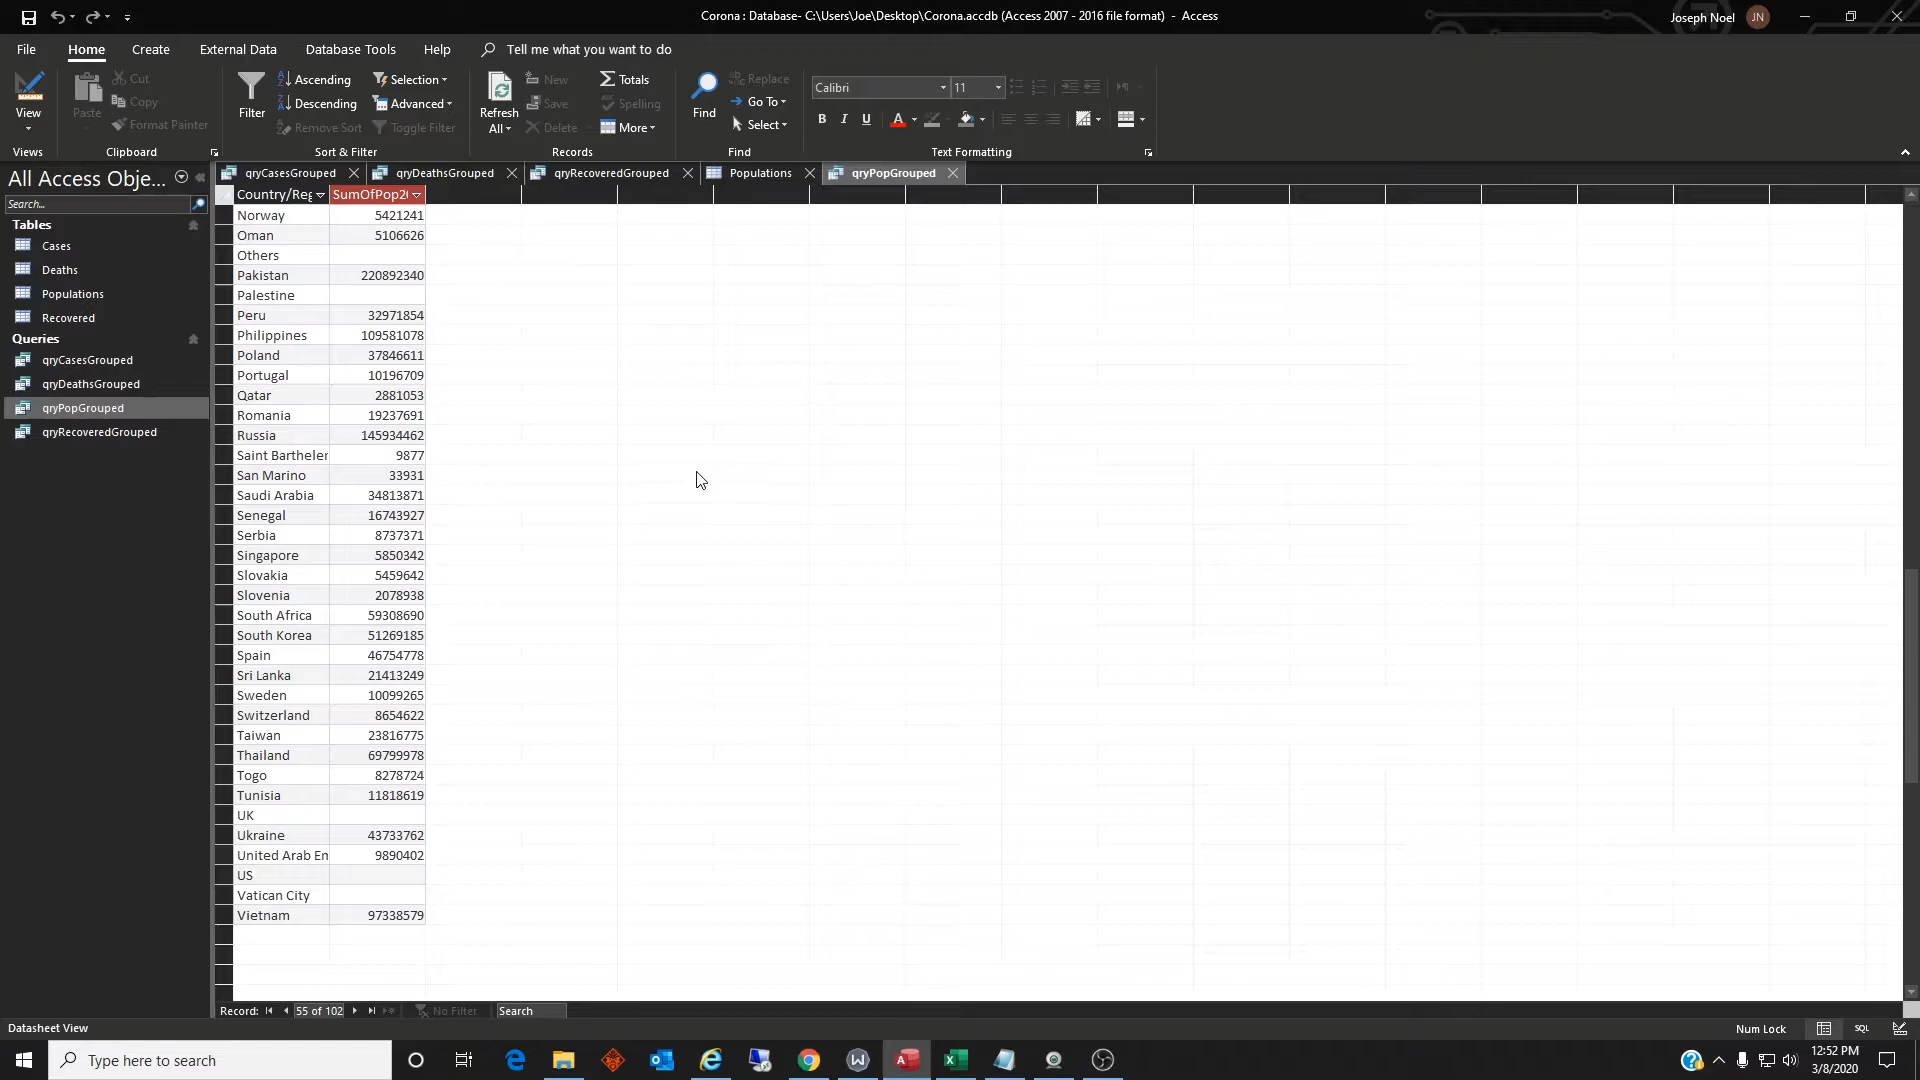 Corona : Database- C:\Users\Joe\Desktop\Corona.accdb (Access 2007 - 2016 file format) - Access
Joseph Noel JN
File Home Create External Data Database Tools Help Tell me what you want to do
View
Views
Paste
Cut
Copy
Format Painter
Clipboard
Filter
Ascending
Descending
Remove Sort
Selection
Advanced
Toggle Filter
Sort & Filter
Refresh
All
New
Save
Delete
Totals
Spelling
More
Records
Find
Replace
Go To
Select
Find
Calibri 11
B I U A
Text Formatting
All Access Obje...
Search...
Tables
Cases
Deaths
Populations
Recovered
Queries
qryCasesGrouped
qryDeathsGrouped
qryPopGrouped
qryRecoveredGrouped
qryCasesGrouped qryDeathsGrouped qryRecoveredGrouped Populations qryPopGrouped
Country/Reg SumOfPop2
Norway 5421241
Oman 5106626
Others
Pakistan 220892340
Palestine
Peru 32971854
Philippines 109581078
Poland 37846611
Portugal 10196709
Qatar 2881053
Romania 19237691
Russia 145934462
Saint Bartheler 9877
San Marino 33931
Saudi Arabia 34813871
Senegal 16743927
Serbia 8737371
Singapore 5850342
Slovakia 5459642
Slovenia 2078938
South Africa 59308690
South Korea 51269185
Spain 46754778
Sri Lanka 21413249
Sweden 10099265
Switzerland 8654622
Taiwan 23816775
Thailand 69799978
Togo 8278724
Tunisia 11818619
UK
Ukraine 43733762
United Arab Em 9890402
US
Vatican City
Vietnam 97338579
Record: 55 of 102 No Filter Search
Datasheet View Num Lock SQL
Type here to search
12:52 PM
3/8/2020